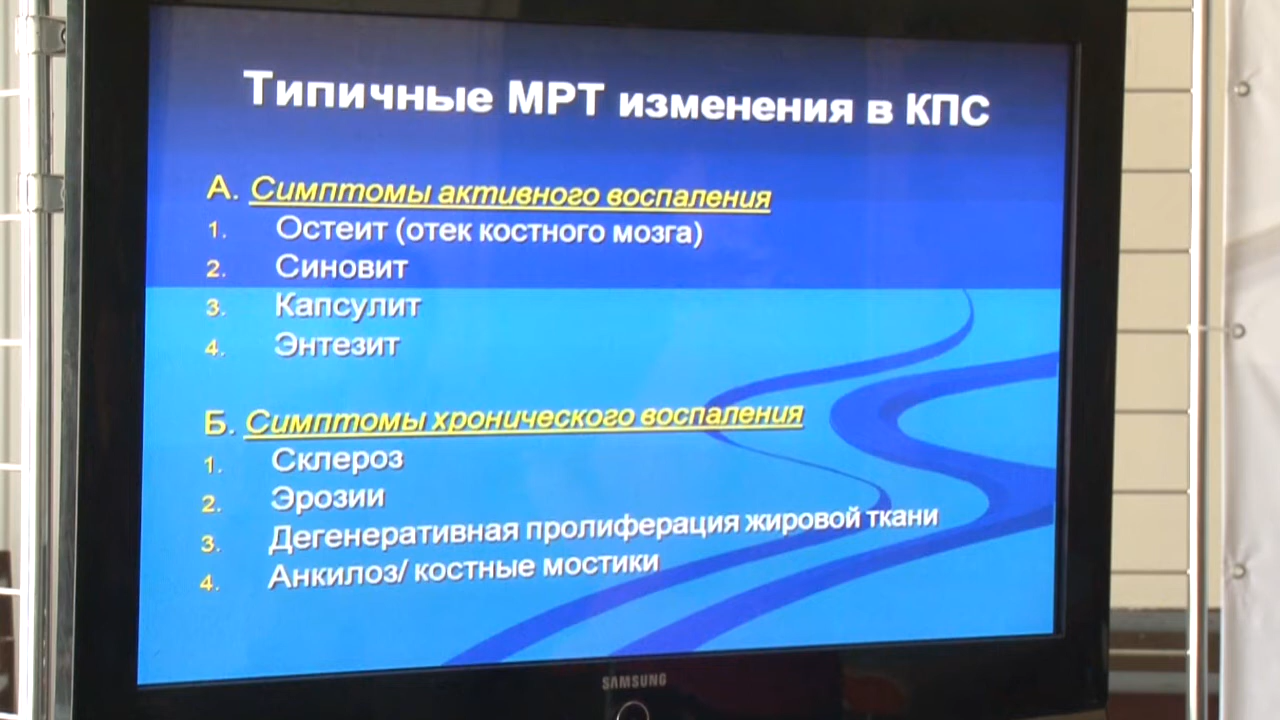 Типичные МРТ изменения в КПС
А. Симптомы активного воспаления
1. Остеит (отек костного мозга)
2. Синовит
3. Капсулит
4. Энтезит
Б. Симптомы хронического воспаления
1. Склероз
2. Эрозии
3. Дегенеративная пролиферация жировой ткани
4. Анкилоз/ костные мостики
SAMSUNG